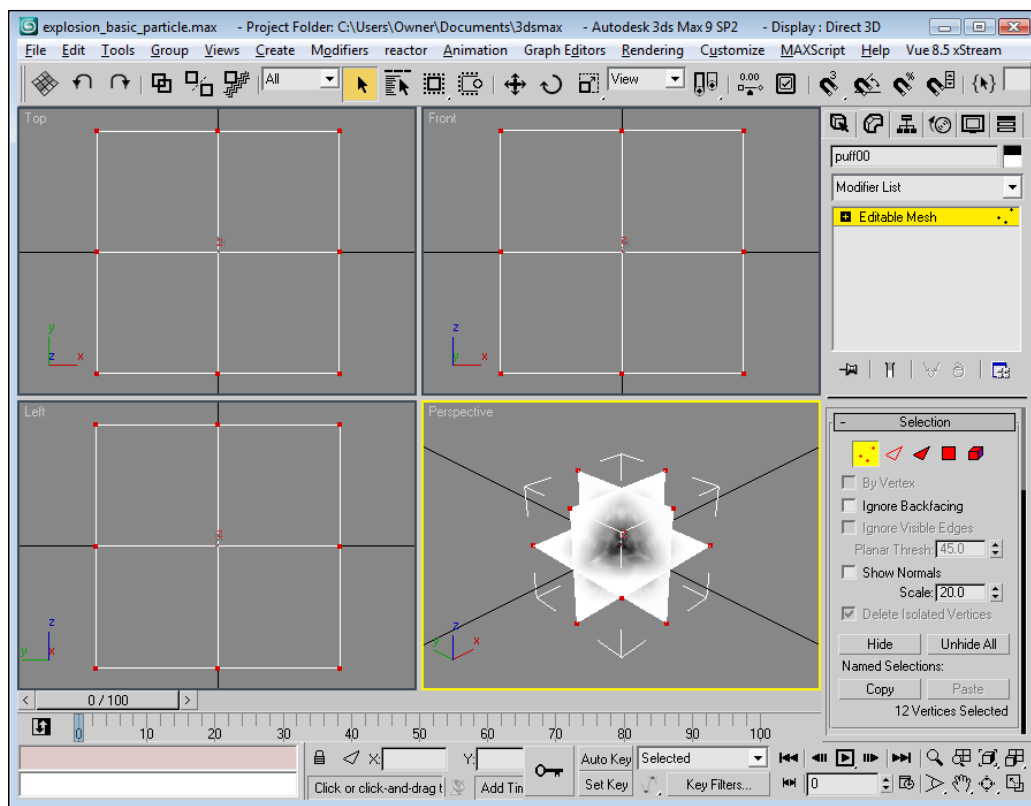 explosion_basic_particle.max - Project Folder: C:\Users\Owner\Documents\3dsmax - Autodesk 3ds Max 9 SP2 - Display : Direct 3D
File Edit Tools Group Views Create Modifiers reactor Animation Graph Editors Rendering Customize MAXScript Help Vue 8.5 xStream
All View 0.00 3 %
Top
Front
puff00
Modifier List
Editable Mesh
y
z x
z
y x
Left
Perspective
Selection
By Vertex
Ignore Backfacing
Ignore Visible Edges
Planar Thresh: 45.0
Show Normals
Scale: 20.0
Delete Isolated Vertices
Hide Unhide All
Named Selections:
Copy Paste
12 Vertices Selected
z
y x
z
y x
< 0 / 100 >
0 10 20 30 40 50 60 70 80 90 100
X: Y: Auto Key Selected
Click or click-and-drag t Add Tin Set Key Key Filters... 0